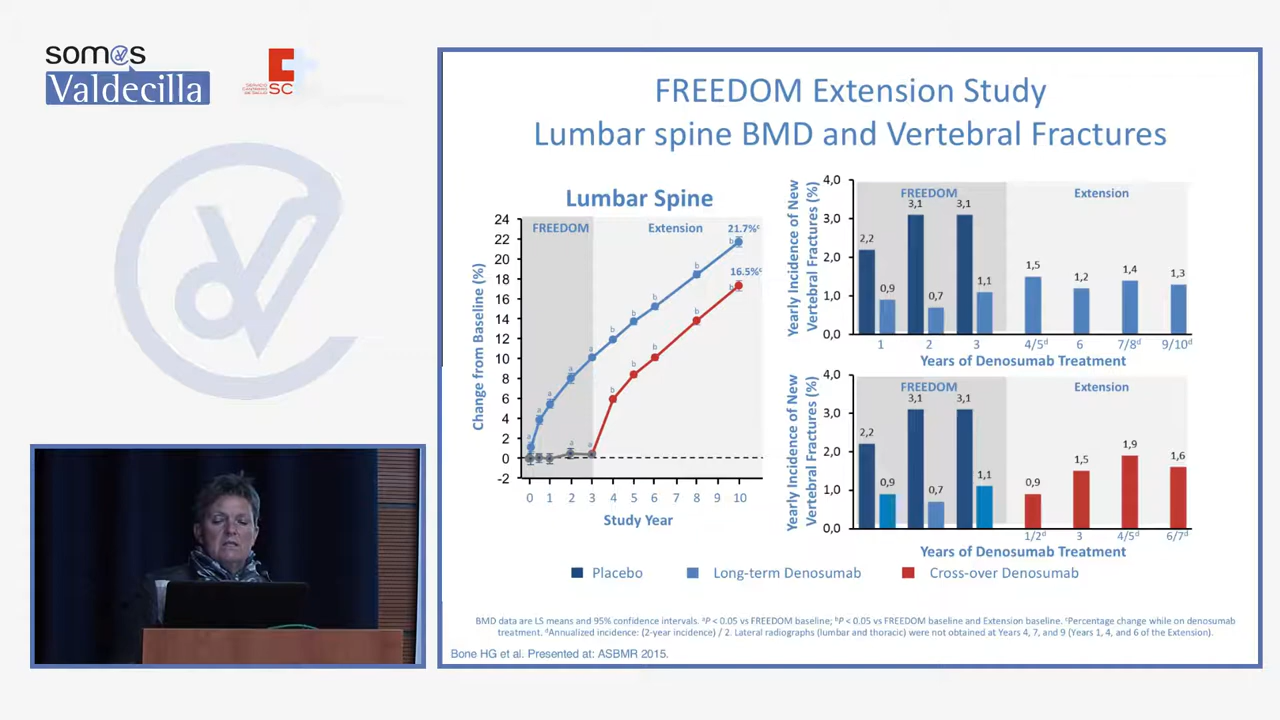 somos
Valdecilla
SERVICIO
CÁNTABRO
DE SALUD
SC
FREEDOM Extension Study
Lumbar spine BMD and Vertebral Fractures
Lumbar Spine
Change from Baseline (%)
24
22
20
18
16
14
12
10
8
6
4
2
0
-2
FREEDOM
Extension
21.7%c
16.5%c
a
a
a
a
a
b
b
b
b
b
b
a
a
b
b
b
b
b
0 1 2 3 4 5 6 7 8 9 10
Study Year
Yearly Incidence of New
Vertebral Fractures (%)
4,0
3,0
2,0
1,0
0,0
FREEDOM
Extension
2,2 0,9 3,1 0,7 3,1 1,1 1,5 1,2 1,4 1,3
1 2 3 4/5d 6 7/8d 9/10d
Years of Denosumab Treatment
Yearly Incidence of New
Vertebral Fractures (%)
4,0
3,0
2,0
1,0
0,0
FREEDOM
Extension
2,2 0,9 3,1 0,7 3,1 1,1 0,9 1,5 1,9 1,6
1/2d 3 4/5d 6/7d
Years of Denosumab Treatment
Placebo
Long-term Denosumab
Cross-over Denosumab
BMD data are LS means and 95% confidence intervals. aP < 0.05 vs FREEDOM baseline; bP < 0.05 vs FREEDOM baseline and Extension baseline. cPercentage change while on denosumab
treatment. dAnnualized incidence: (2-year incidence) / 2. Lateral radiographs (lumbar and thoracic) were not obtained at Years 4, 7, and 9 (Years 1, 4, and 6 of the Extension).
Bone HG et al. Presented at: ASBMR 2015.